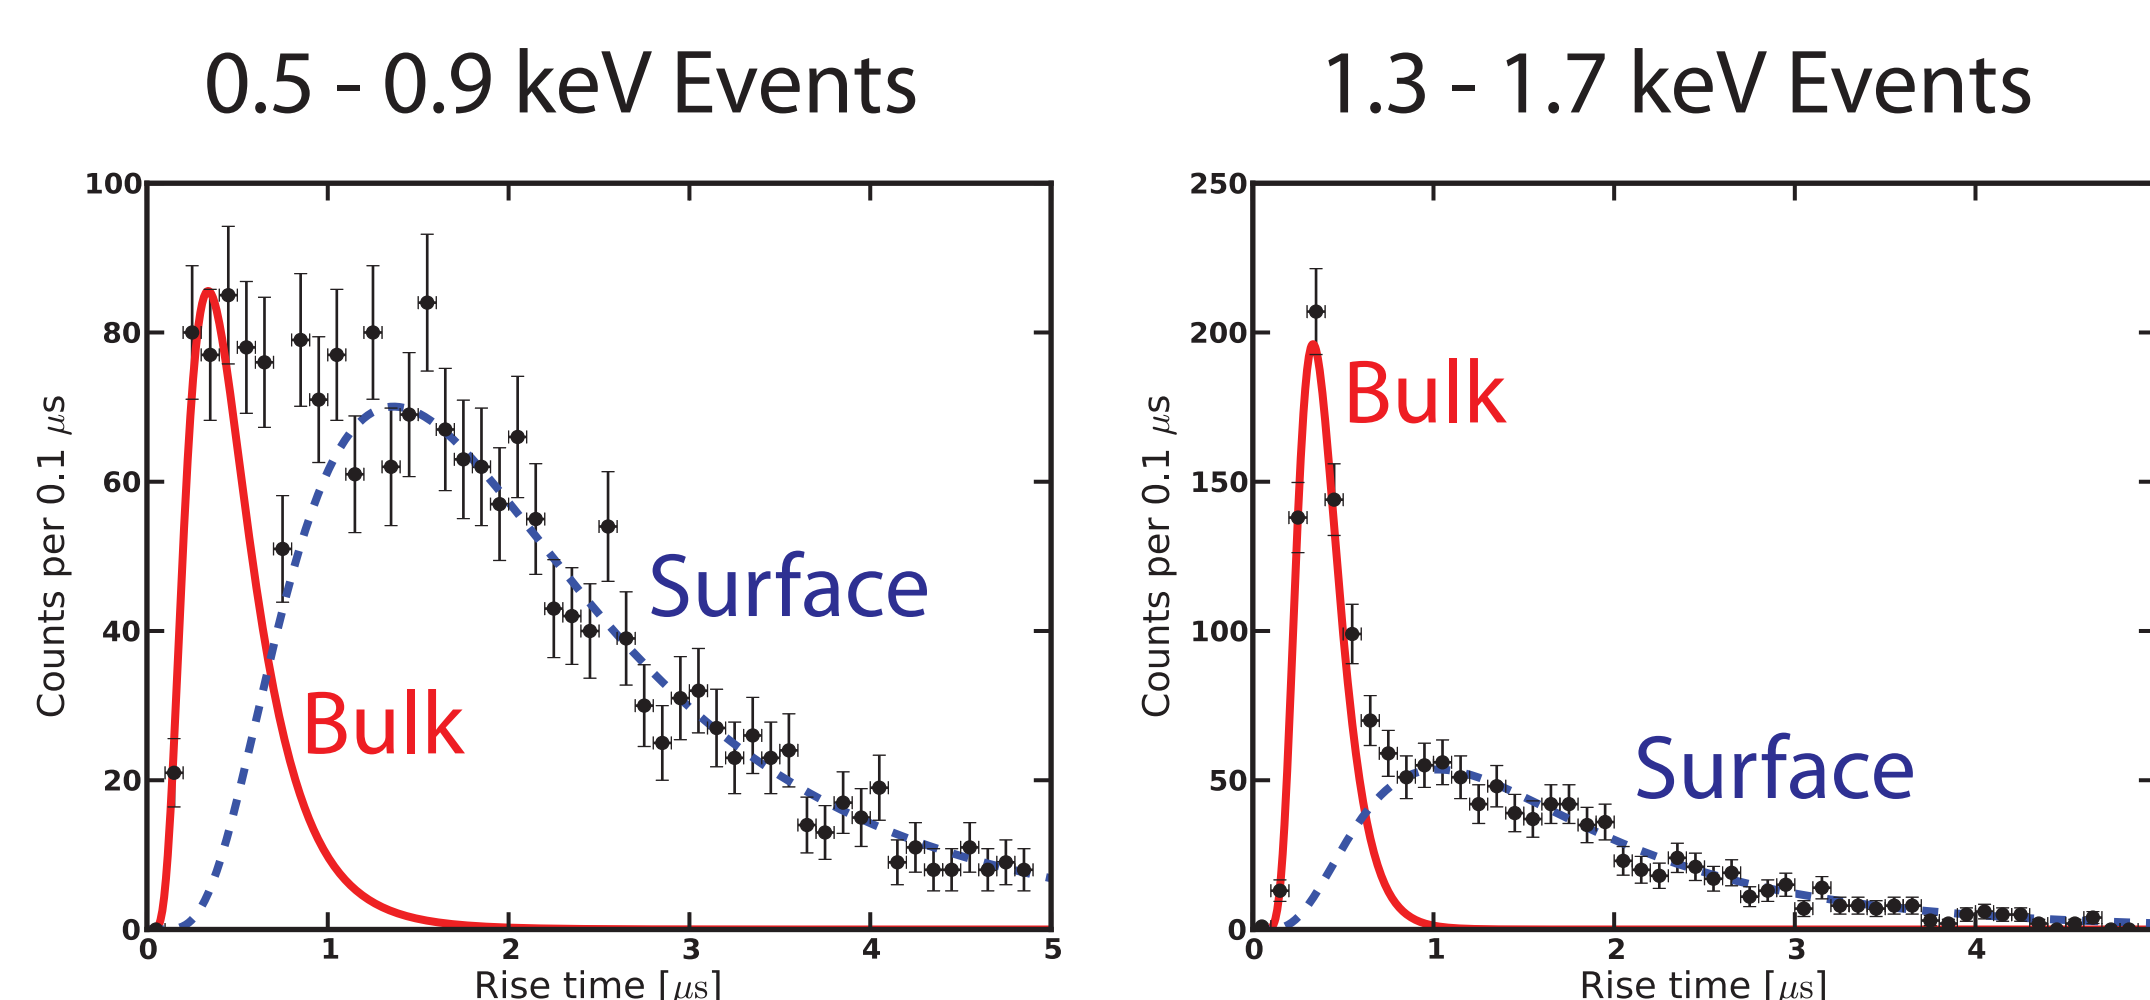 0.5 - 0.9 keV Events
100
80
60
40
20
0
0 1 2 3 4 5
Counts per 0.1 μs
Rise time [μs]
Bulk
Surface
1.3 - 1.7 keV Events
250
200
150
100
50
0
0 1 2 3 4
Counts per 0.1 μs
Rise time [μs]
Bulk
Surface